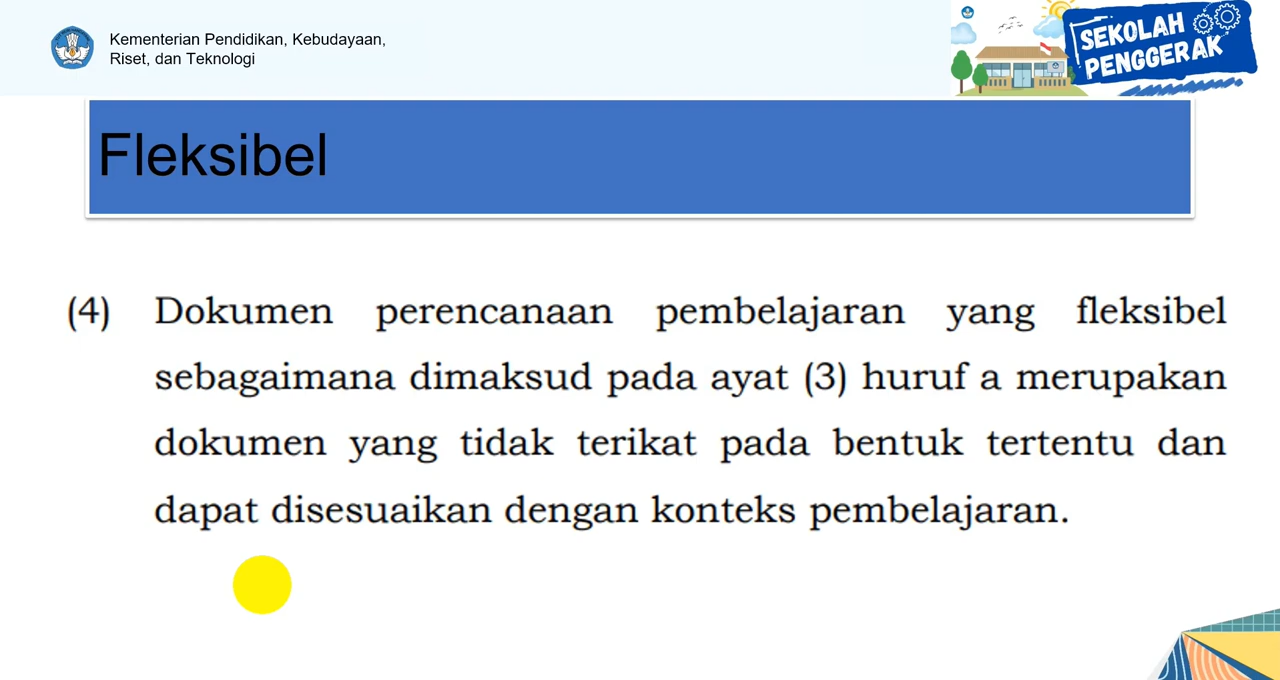 Kementerian Pendidikan, Kebudayaan,
Riset, dan Teknologi
SEKOLAH
PENGGERAK
Fleksibel
(4) Dokumen perencanaan pembelajaran yang fleksibel
sebagaimana dimaksud pada ayat (3) huruf a merupakan
dokumen yang tidak terikat pada bentuk tertentu dan
dapat disesuaikan dengan konteks pembelajaran.